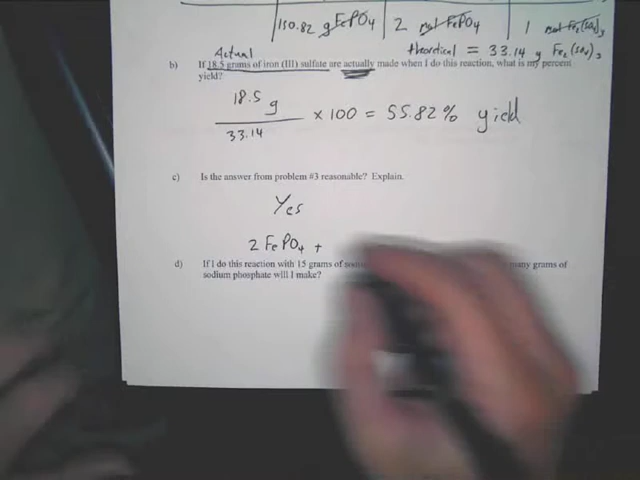 150.82 g FePO4 | 2 mol FePO4 | 1 mol Fe2(SO4)3
Actual theoretical = 33.14 g Fe2(SO4)3
b) If 18.5 grams of iron (III) sulfate are actually made when I do this reaction, what is my percent
yield?
18.5 g
33.14
× 100 = 55.82% yield
c) Is the answer from problem #3 reasonable? Explain.
Yes
2 FePO4 +
d) If I do this reaction with 15 grams of many grams of
sodium phosphate will I make?